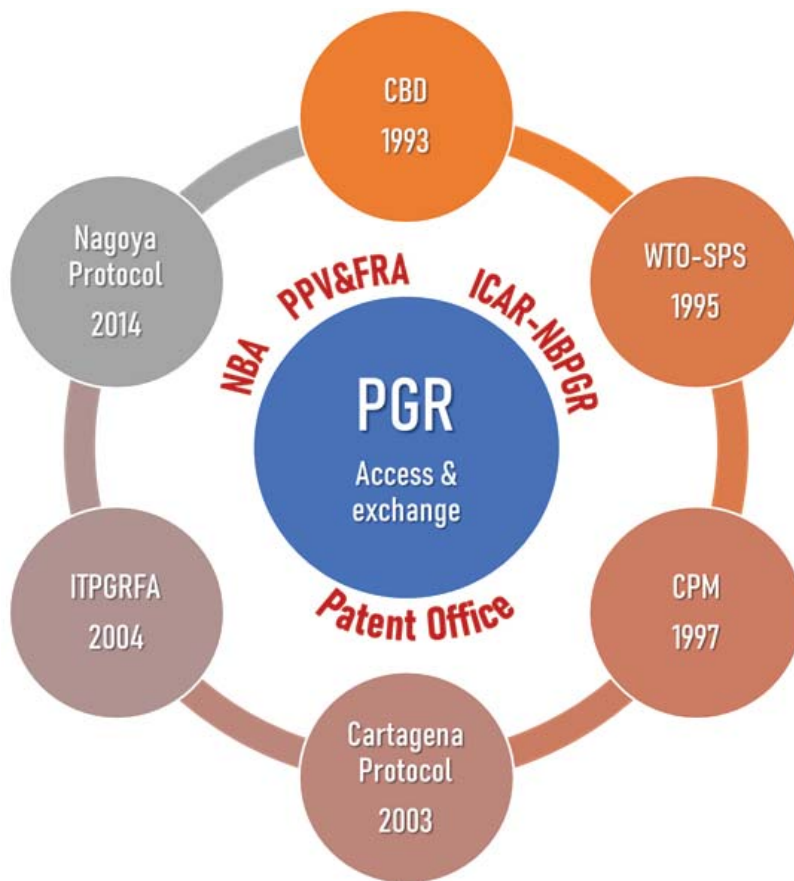 CBD
1993
WTO-SPS
1995
CPM
1997
Cartagena
Protocol
2003
ITPGRFA
2004
Nagoya
Protocol
2014
NBA
PPV&FRA
ICAR-NBPGR
PGR
Access &
exchange
Patent Office